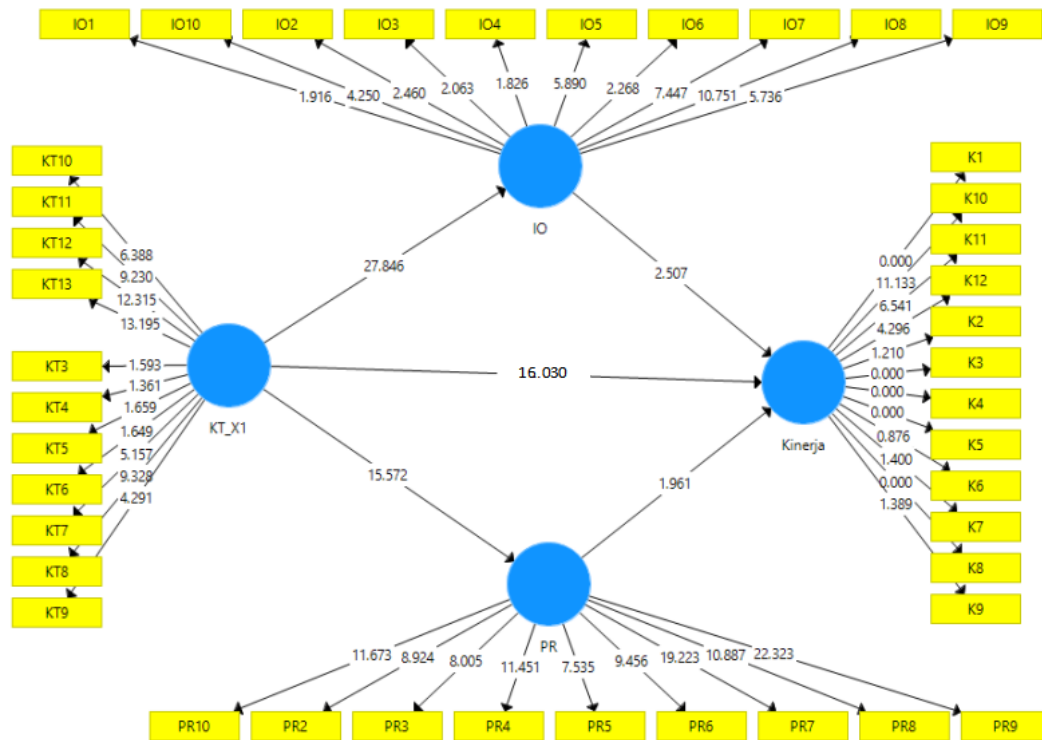 IO1 IO10 IO2 IO3 IO4 IO5 IO6 IO7 IO8 IO9
1.916 4.250 2.460 2.063 1.826 5.890 2.268 7.447 10.751 5.736
IO
KT10
KT11
KT12
KT13
KT3
KT4
KT5
KT6
KT7
KT8
KT9
6.388
9.230
12.315
13.195
1.593
1.361
1.659
1.649
5.157
9.328
4.291
KT_X1
27.846
2.507
16.030
15.572
1.961
Kinerja
0.000
11.133
6.541
4.296
1.210
0.000
0.000
0.000
0.876
1.400
0.000
1.389
K1
K10
K11
K12
K2
K3
K4
K5
K6
K7
K8
K9
PR
11.673 8.924 8.005 11.451 7.535 9.456 19.223 10.887 22.323
PR10 PR2 PR3 PR4 PR5 PR6 PR7 PR8 PR9